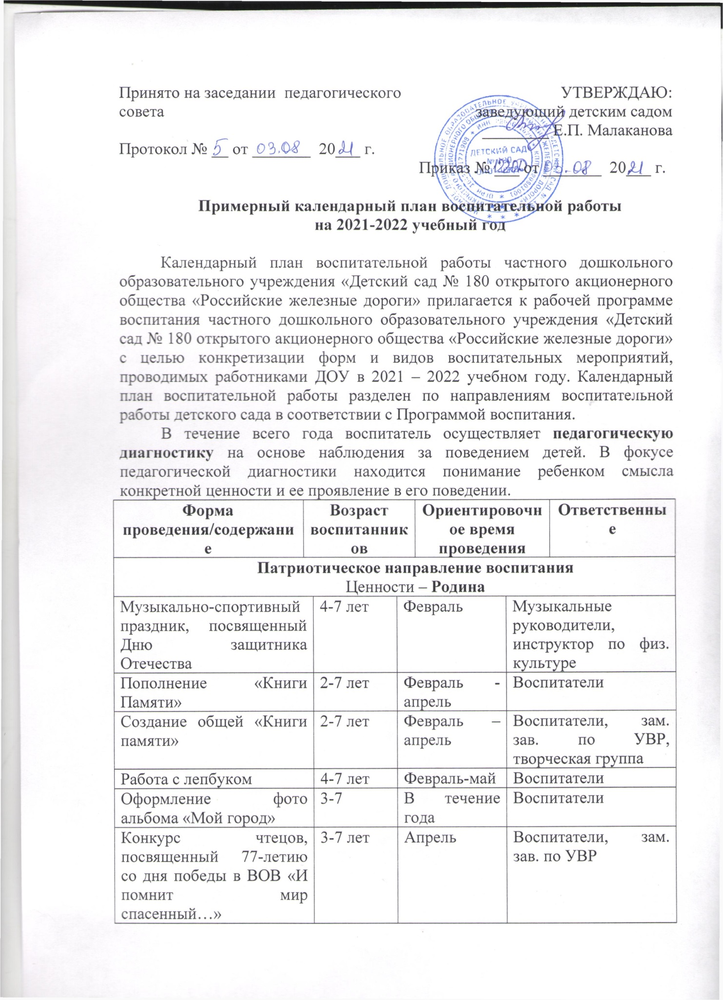 Принято на заседании педагогического
совета
Протокол № 5 от 03.08 2021 г.
УТВЕРЖДАЮ:
заведующий детским садом
Е.П. Малаканова
Приказ № от -08 2021 г.
ДЕТСКИЙ САД
Примерный календарный план воспитательной работы
на 2021-2022 учебный год
Календарный план воспитательной работы частного дошкольного
образовательного учреждения «Детский сад № 180 открытого акционерного
общества «Российские железные дороги» прилагается к рабочей программе
воспитания частного дошкольного образовательного учреждения «Детский
сад № 180 открытого акционерного общества «Российские железные дороги»
с целью конкретизации форм и видов воспитательных мероприятий,
проводимых работниками ДОУ в 2021 – 2022 учебном году. Календарный
план воспитательной работы разделен по направлениям воспитательной
работы детского сада в соответствии с Программой воспитания.
В течение всего года воспитатель осуществляет педагогическую
диагностику на основе наблюдения за поведением детей. В фокусе
педагогической диагностики находится понимание ребенком смысла
конкретной ценности и ее проявление в его поведении.
Форма
проведения/содержани
е
Возраст
воспитанник
ов
Ориентировочн
ое время
проведения
Ответственны
е
Патриотическое направление воспитания
Ценности – Родина
Музыкально-спортивный
праздник, посвященный
Дню защитника
Отечества
4-7 лет
Февраль
Музыкальные
руководители,
инструктор по физ.
культуре
Пополнение «Книги
Памяти»
2-7 лет
Февраль -
апрель
Воспитатели
Создание общей «Книги
памяти»
2-7 лет
Февраль –
апрель
Воспитатели, зам.
зав. по УВР,
творческая группа
Работа с лепбуком
4-7 лет
Февраль-май
Воспитатели
Оформление фото
альбома «Мой город»
3-7
В течение
года
Воспитатели
Конкурс чтецов,
посвященный 77-летию
со дня победы в ВОВ «И
помнит мир
спасенный…»
3-7 лет
Апрель
Воспитатели, зам.
зав. по УВР